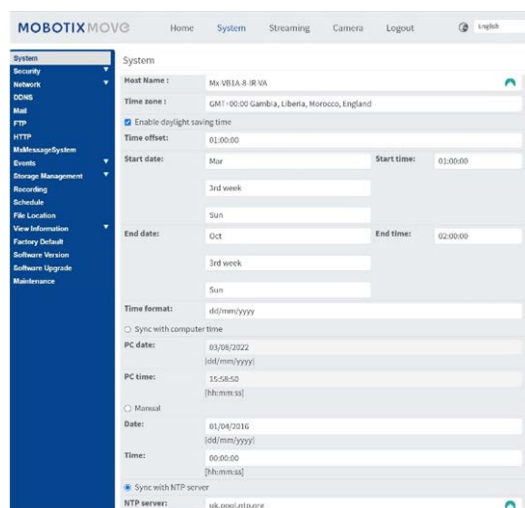 MOBOTIX MOVE
Home System Streaming Camera Logout English
System
Security
Network
DDNS
Mail
FTP
HTTP
MxMessageSystem
Events
Storage Management
Recording
Schedule
File Location
View Information
Factory Default
Software Version
Software Upgrade
Maintenance
System
Host Name : Mx-VB1A-8-IR-VA
Time zone : GMT+00:00 Gambia, Liberia, Morocco, England
Enable daylight saving time
Time offset: 01:00:00
Start date: Mar Start time: 01:00:00
3rd week
Sun
End date: Oct End time: 02:00:00
3rd week
Sun
Time format: dd/mm/yyyy
Sync with computer time
PC date: 03/08/2022
[dd/mm/yyyy]
PC time: 15:58:50
[hh:mm:ss]
Manual
Date: 01/04/2016
[dd/mm/yyyy]
Time: 00:00:00
[hh:mm:ss]
Sync with NTP server
NTP server: uk.pool.ntp.org